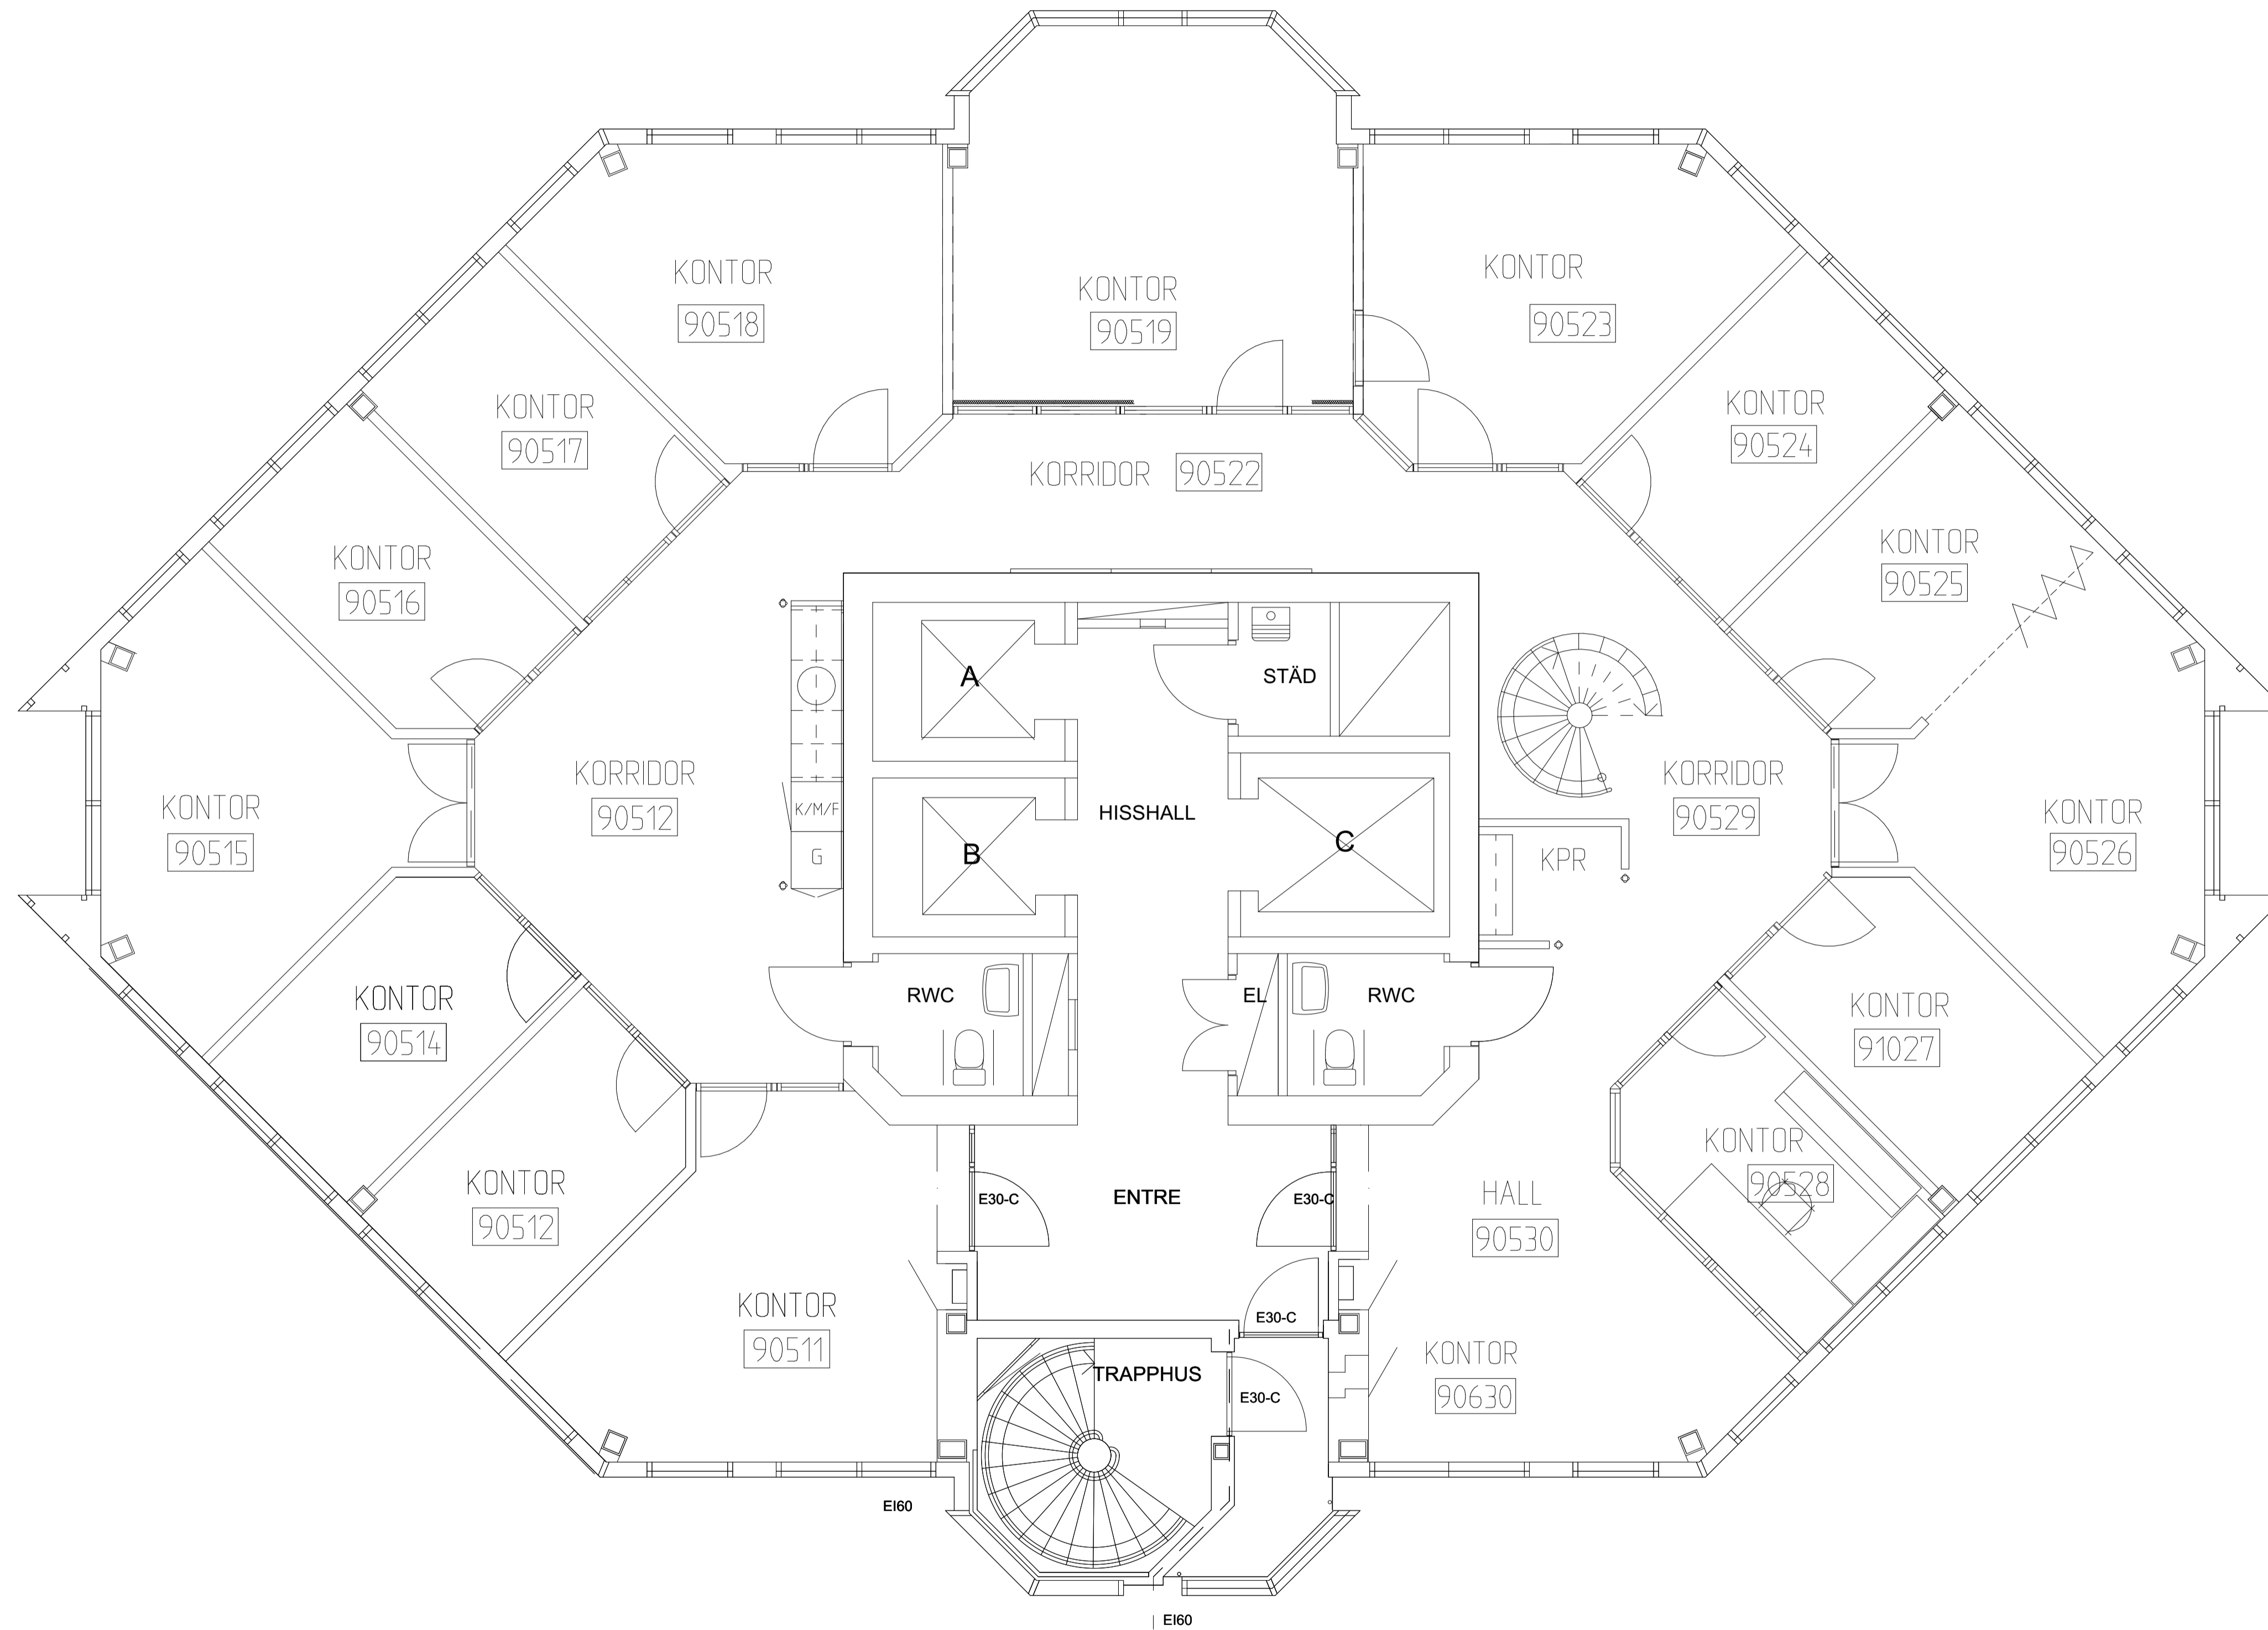 KONTOR
90518
KONTOR
90519
KONTOR
90523
KONTOR
90517
KONTOR
90524
KORRIDOR 90522
KONTOR
90516
KONTOR
90525
A
STÄD
KORRIDOR
90512
K/M/F
G
B
HISSHALL
C
KPR
KORRIDOR
90529
KONTOR
90515
KONTOR
90526
KONTOR
90514
RWC
EL
RWC
KONTOR
91027
KONTOR
90512
E30-C
ENTRE
E30-C
HALL
90530
KONTOR
90528
KONTOR
90511
E30-C
TRAPPHUS
E30-C
KONTOR
90630
EI60
EI60